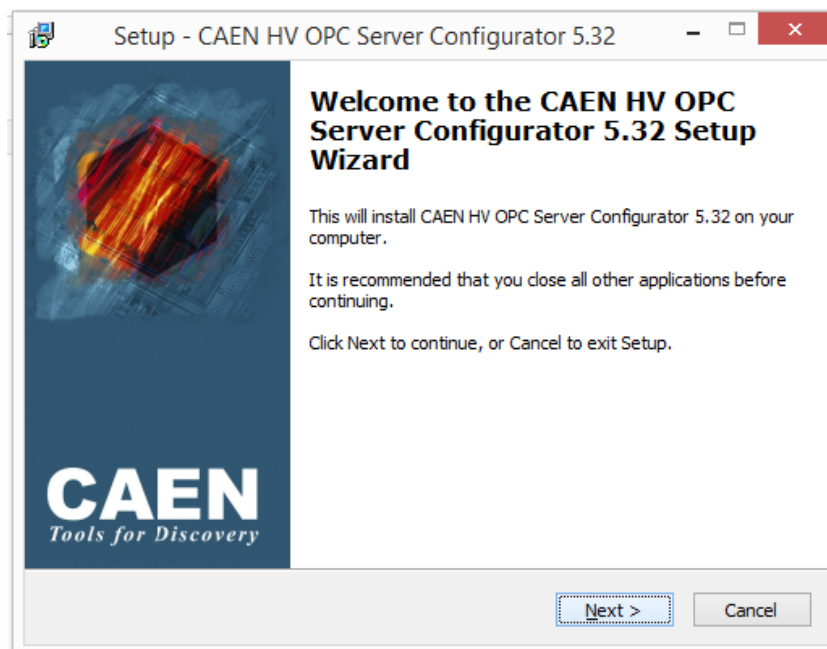 Setup - CAEN HV OPC Server Configurator 5.32
Welcome to the CAEN HV OPC
Server Configurator 5.32 Setup
Wizard
This will install CAEN HV OPC Server Configurator 5.32 on your
computer.
It is recommended that you close all other applications before
continuing.
Click Next to continue, or Cancel to exit Setup.
CAEN
Tools for Discovery
Next >
Cancel